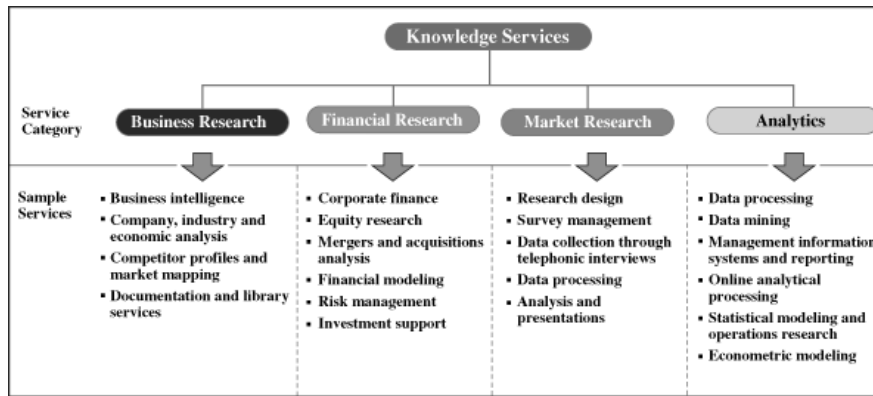 Knowledge Services
Service
Category
Business Research
Financial Research
Market Research
Analytics
Sample
Services
▪ Business intelligence
▪ Company, industry and
economic analysis
▪ Competitor profiles and
market mapping
▪ Documentation and library
services
▪ Corporate finance
▪ Equity research
▪ Mergers and acquisitions
analysis
▪ Financial modeling
▪ Risk management
▪ Investment support
▪ Research design
▪ Survey management
▪ Data collection through
telephonic interviews
▪ Data processing
▪ Analysis and
presentations
▪ Data processing
▪ Data mining
▪ Management information
systems and reporting
▪ Online analytical
processing
▪ Statistical modeling and
operations research
▪ Econometric modeling